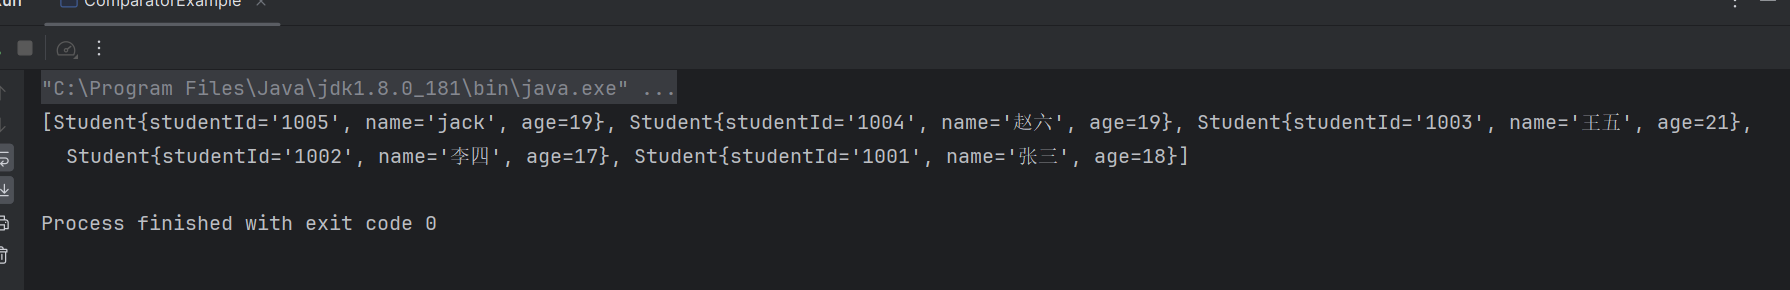 ComparatorExample
"C:\Program Files\Java\jdk1.8.0_181\bin\java.exe" ...
[Student{studentId='1005', name='jack', age=19}, Student{studentId='1004', name='赵六', age=19}, Student{studentId='1003', name='王五', age=21},
Student{studentId='1002', name='李四', age=17}, Student{studentId='1001', name='张三', age=18}]
Process finished with exit code 0